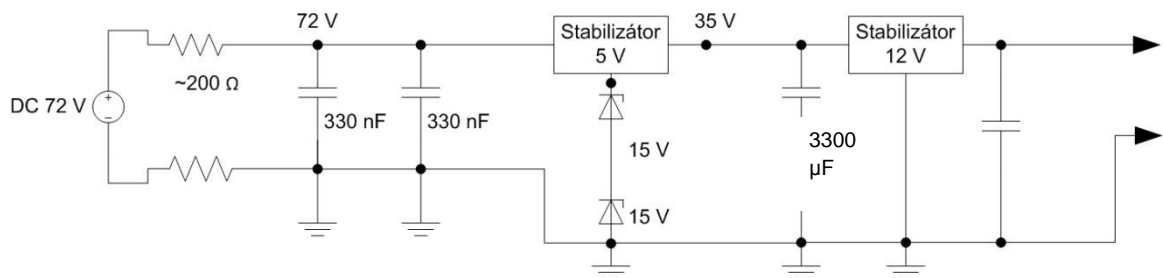 72 V
35 V
Stabilizátor
5 V
Stabilizátor
12 V
~200 Ω
DC 72 V
+
−
330 nF
330 nF
15 V
3300
µF
15 V